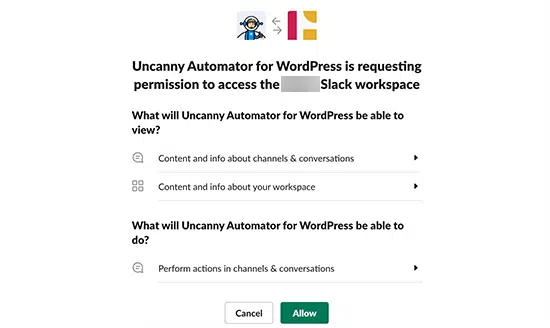 Uncanny Automator for WordPress is requesting
permission to access the Slack workspace
What will Uncanny Automator for WordPress be able to
view?
Content and info about channels & conversations
Content and info about your workspace
What will Uncanny Automator for WordPress be able to
do?
Perform actions in channels & conversations
Cancel Allow